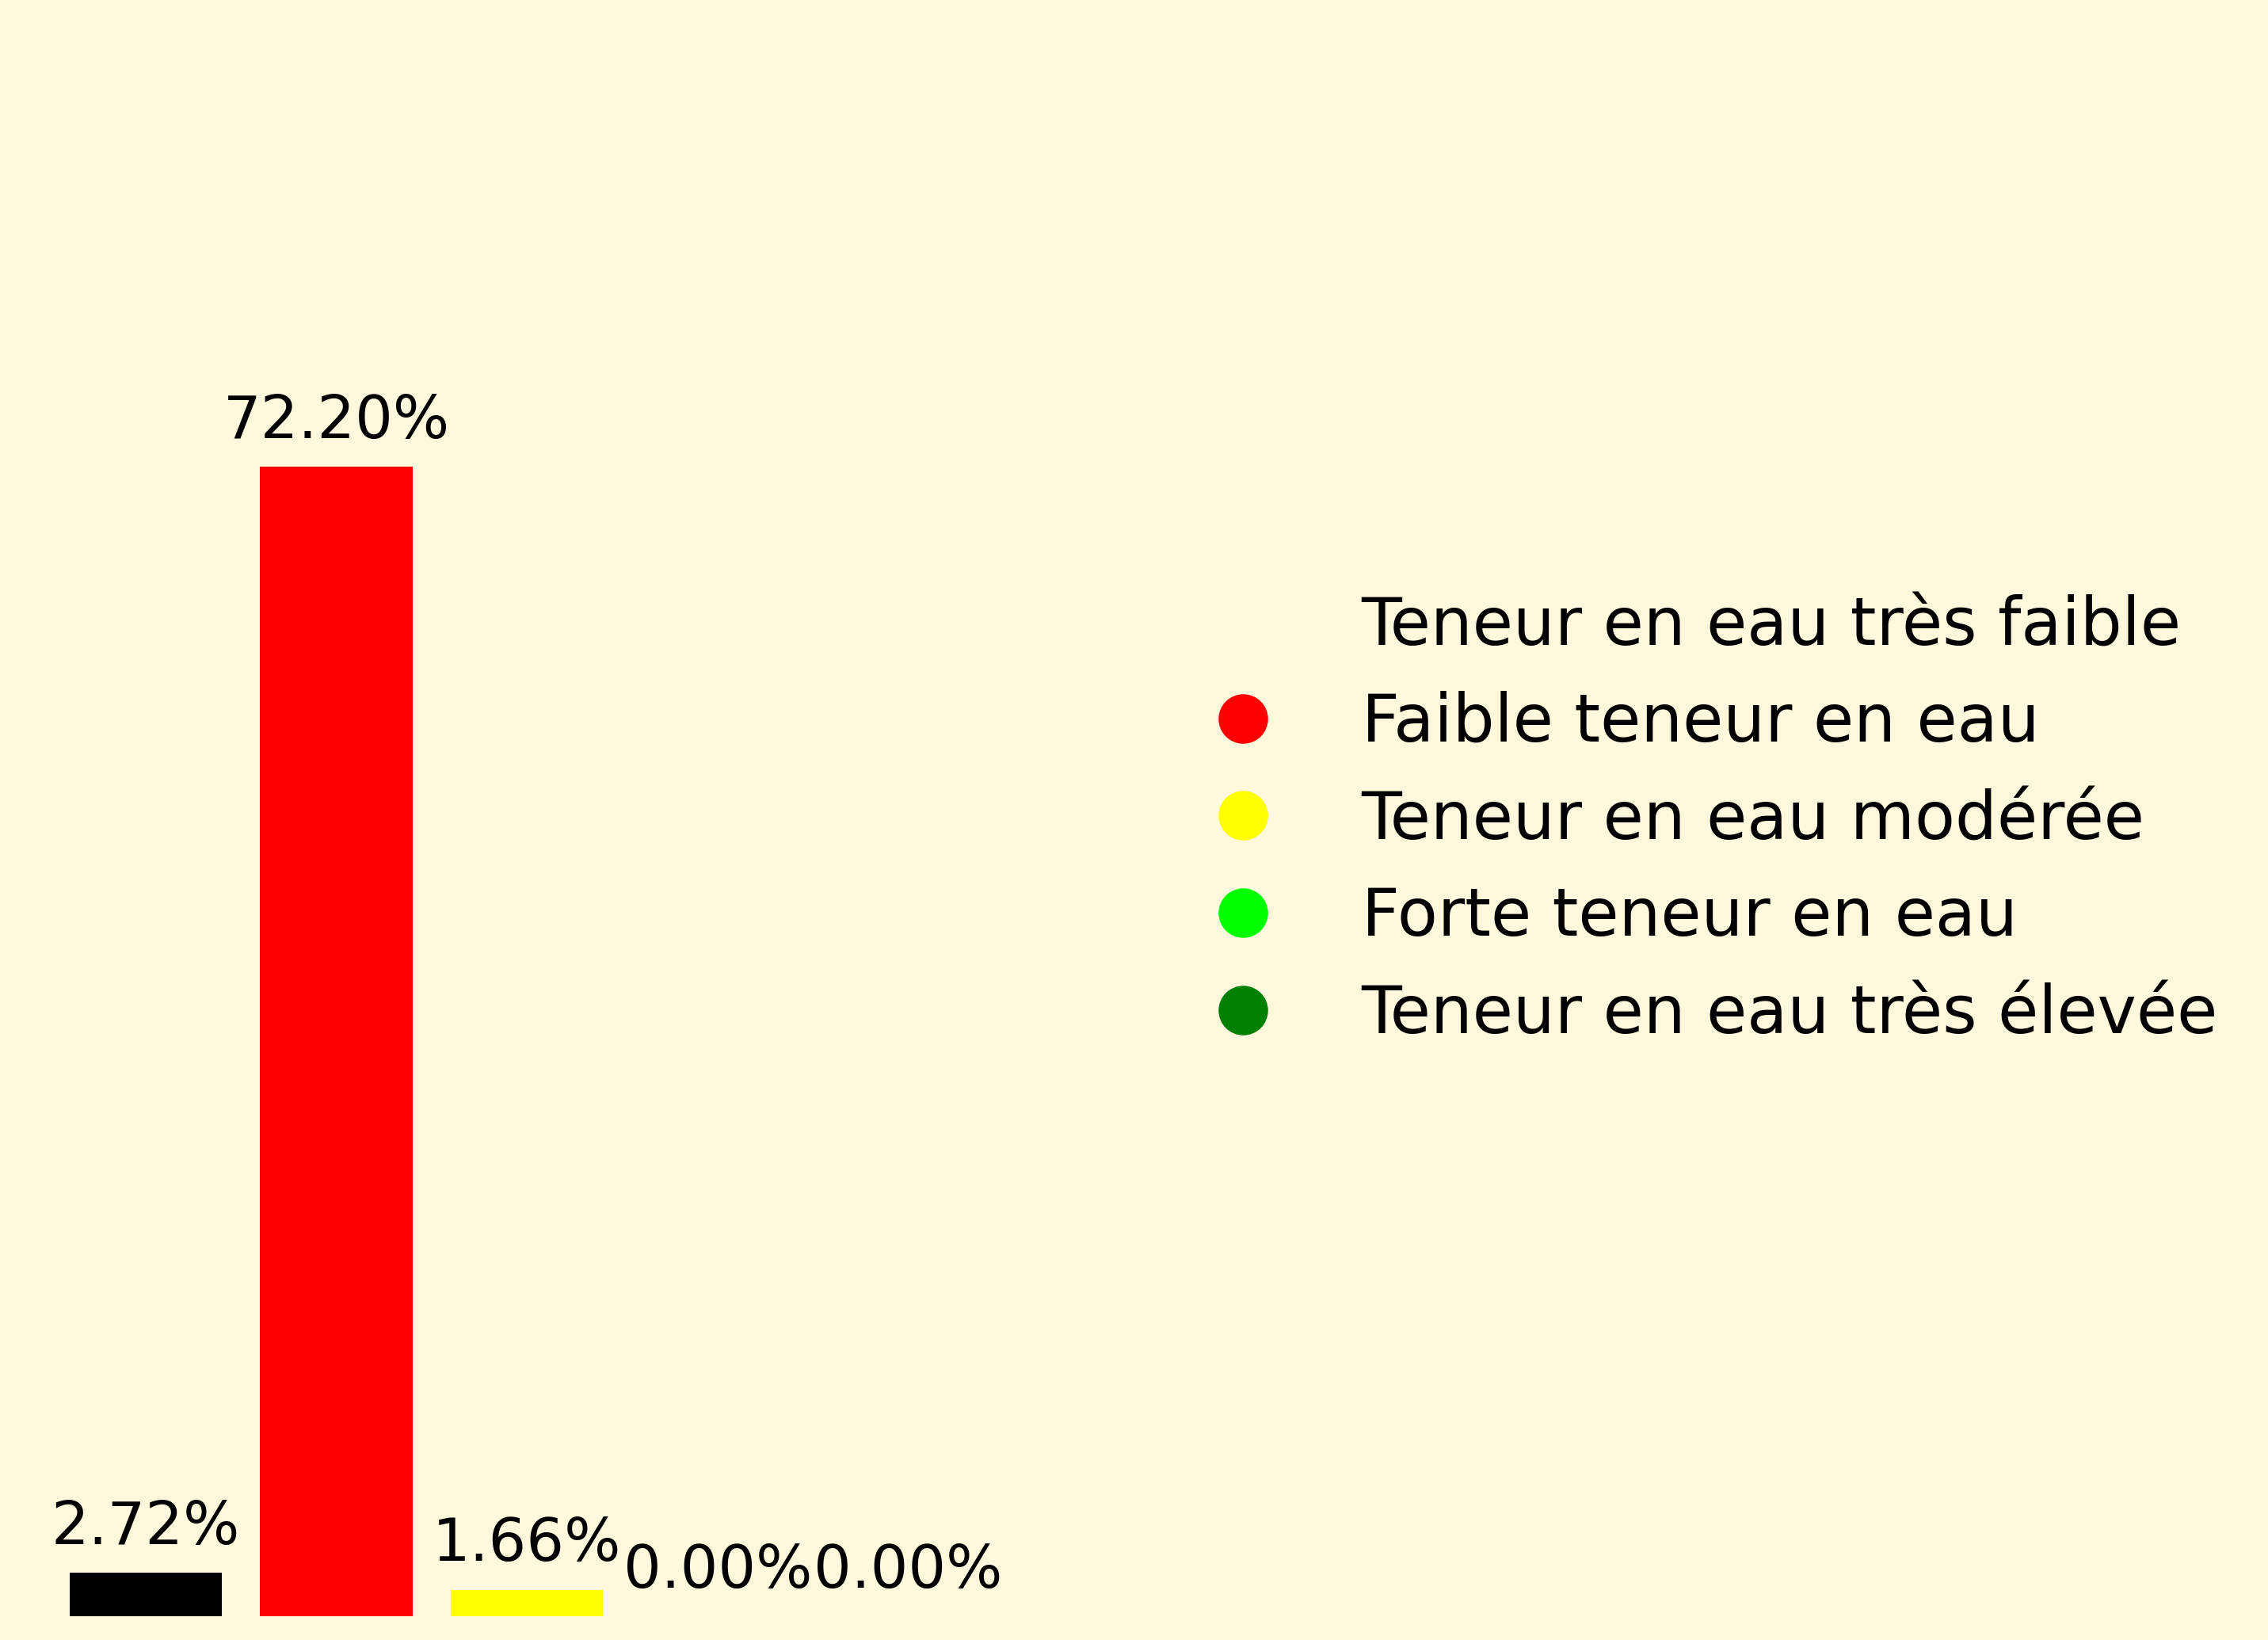 72.20%
2.72%
1.66%
0.00%
0.00%
Teneur en eau très faible
Faible teneur en eau
Teneur en eau modérée
Forte teneur en eau
Teneur en eau très élevée